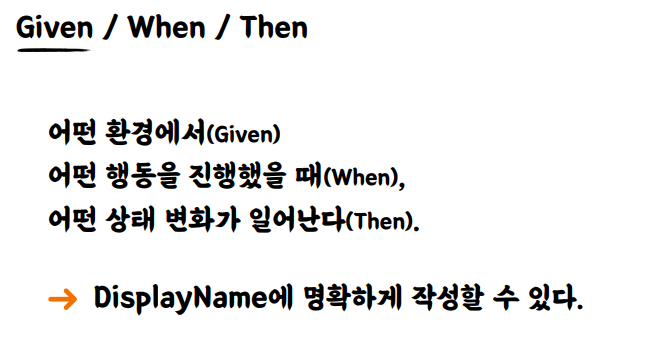 Given / When / Then
어떤 환경에서(Given)
어떤 행동을 진행했을 때(When),
어떤 상태 변화가 일어난다(Then).
→ DisplayName에 명확하게 작성할 수 있다.